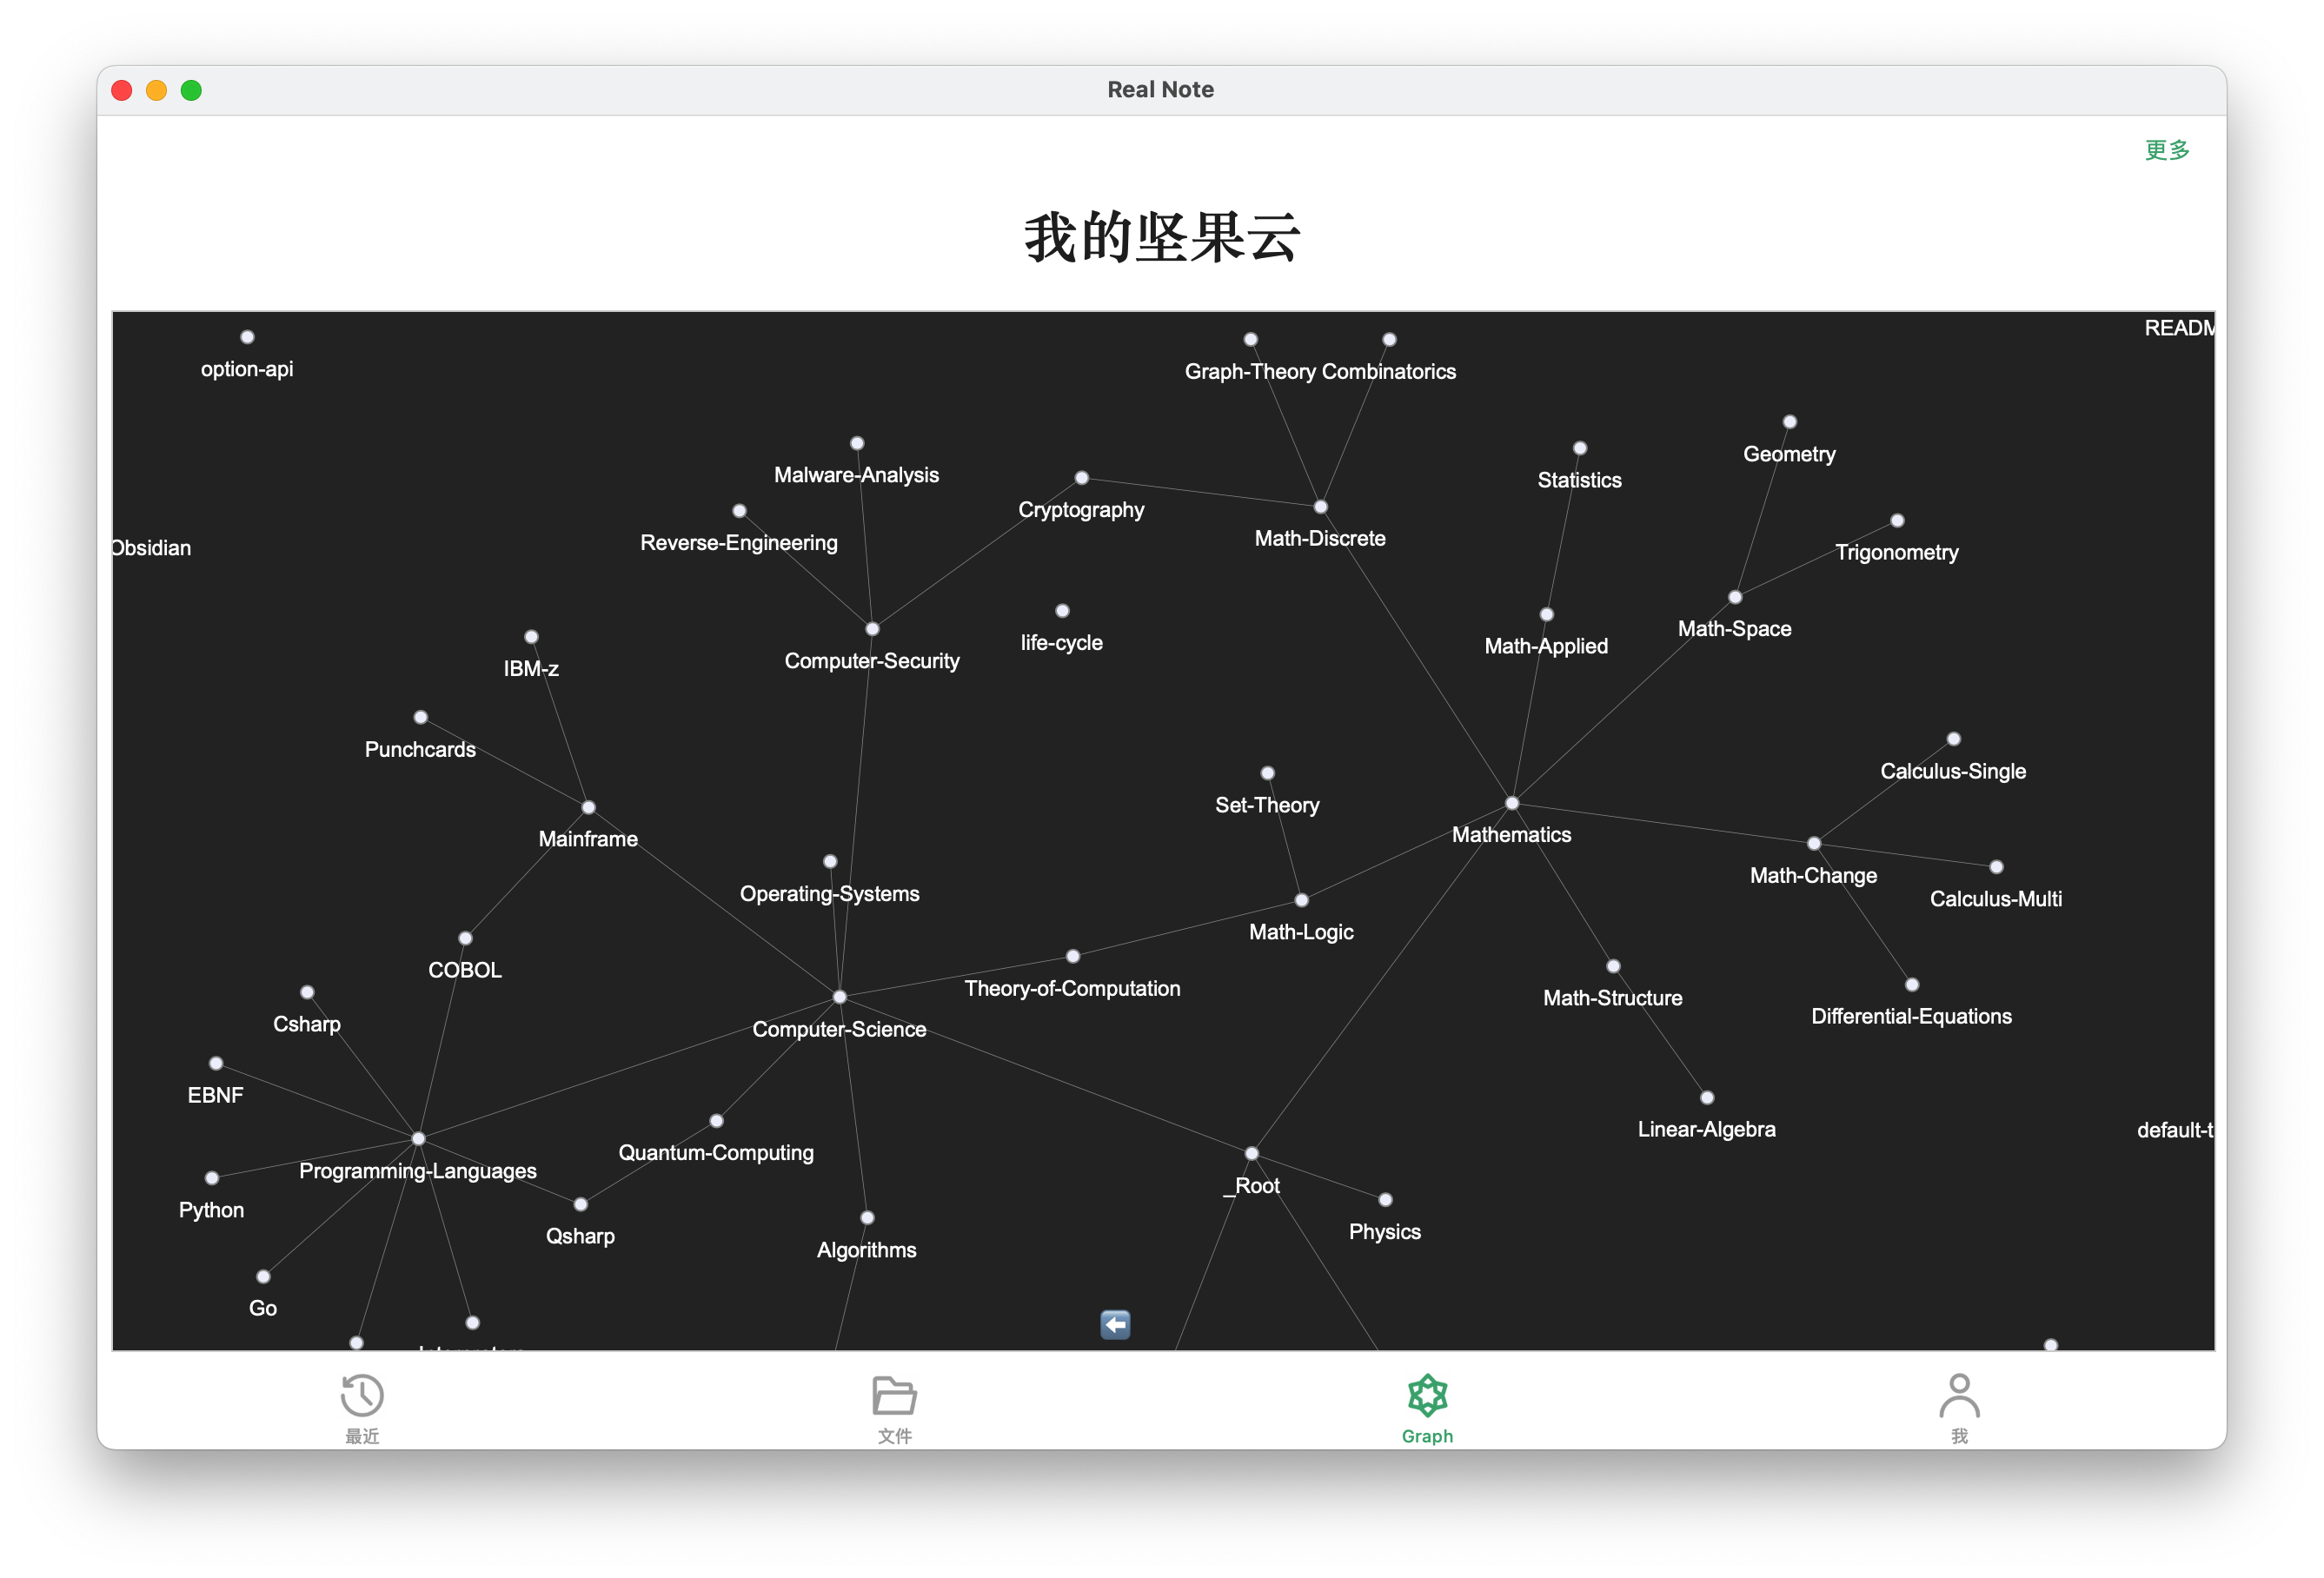 Real Note
更多
我的坚果云
READM
option-api
Graph-Theory
Combinatorics
Geometry
Malware-Analysis
Statistics
Cryptography
Reverse-Engineering
Math-Discrete
Obsidian
Trigonometry
life-cycle
Math-Applied
Math-Space
Computer-Security
IBM-z
Punchcards
Calculus-Single
Set-Theory
Mainframe
Mathematics
Math-Change
Operating-Systems
Calculus-Multi
Math-Logic
COBOL
Theory-of-Computation
Math-Structure
Csharp
Computer-Science
Differential-Equations
EBNF
Linear-Algebra
default-t
Quantum-Computing
Programming-Languages
_Root
Python
Qsharp
Physics
Algorithms
Go
最近
文件
Graph
我